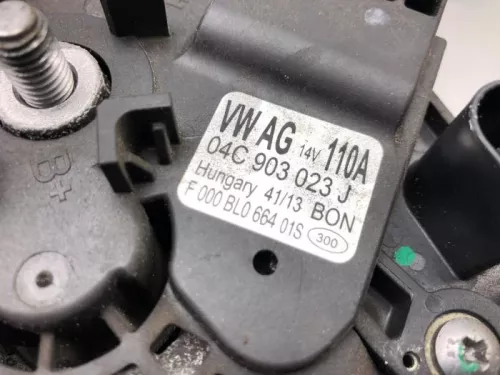 VW AG 14V 110A
04C 903 023 J
Hungary 41/13 BON
F 000 BL0 664 01S 300
B+